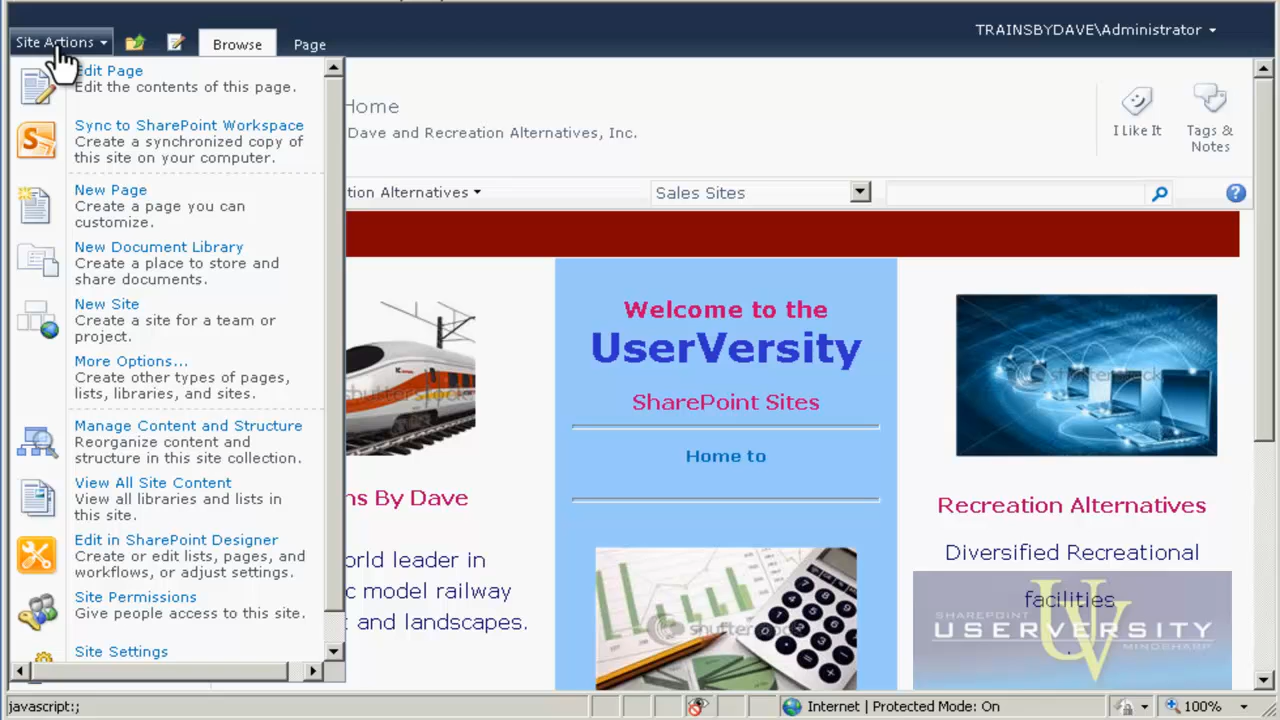 Site Actions
Browse
Page
TRAINSBYDAVE\Administrator
Edit Page
Edit the contents of this page.
Sync to SharePoint Workspace
Create a synchronized copy of
this site on your computer.
New Page
Create a page you can
customize.
New Document Library
Create a place to store and
share documents.
New Site
Create a site for a team or
project.
More Options...
Create other types of pages,
lists, libraries, and sites.
Manage Content and Structure
Reorganize content and
structure in this site collection.
View All Site Content
View all libraries and lists in
this site.
Edit in SharePoint Designer
Create or edit lists, pages, and
workflows, or adjust settings.
Site Permissions
Give people access to this site.
Site Settings
Home
Dave and Recreation Alternatives, Inc.
I Like It
Tags &
Notes
tion Alternatives
Sales Sites
shutterstock
ns By Dave
orld leader in
c model railway
t and landscapes.
Welcome to the
UserVersity
SharePoint Sites
Home to
shutterstock
shutterstock
Recreation Alternatives
Diversified Recreational
facilities
SHAREPOINT
USERVERSITY
MINDSHARP
UV
javascript:;
Internet | Protected Mode: On
100%